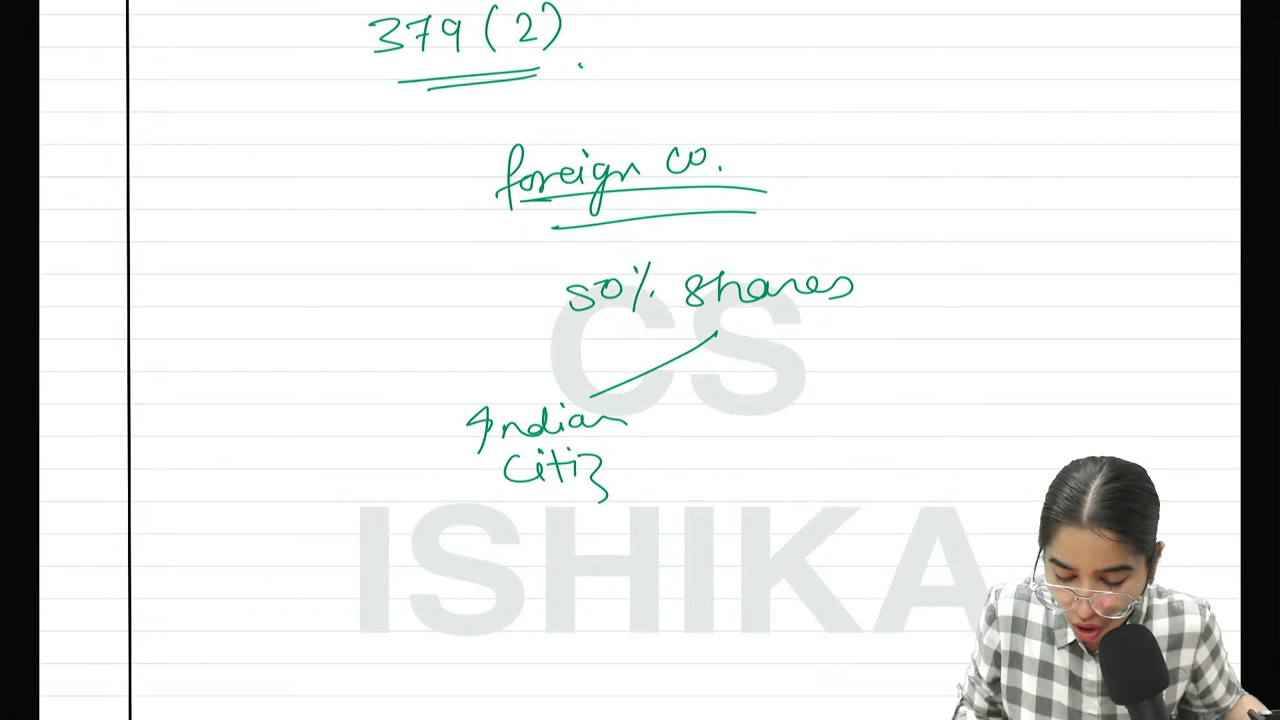 379 (2)
foreign co.
50% shares
Indian
Citiz
CS
ISHIKA